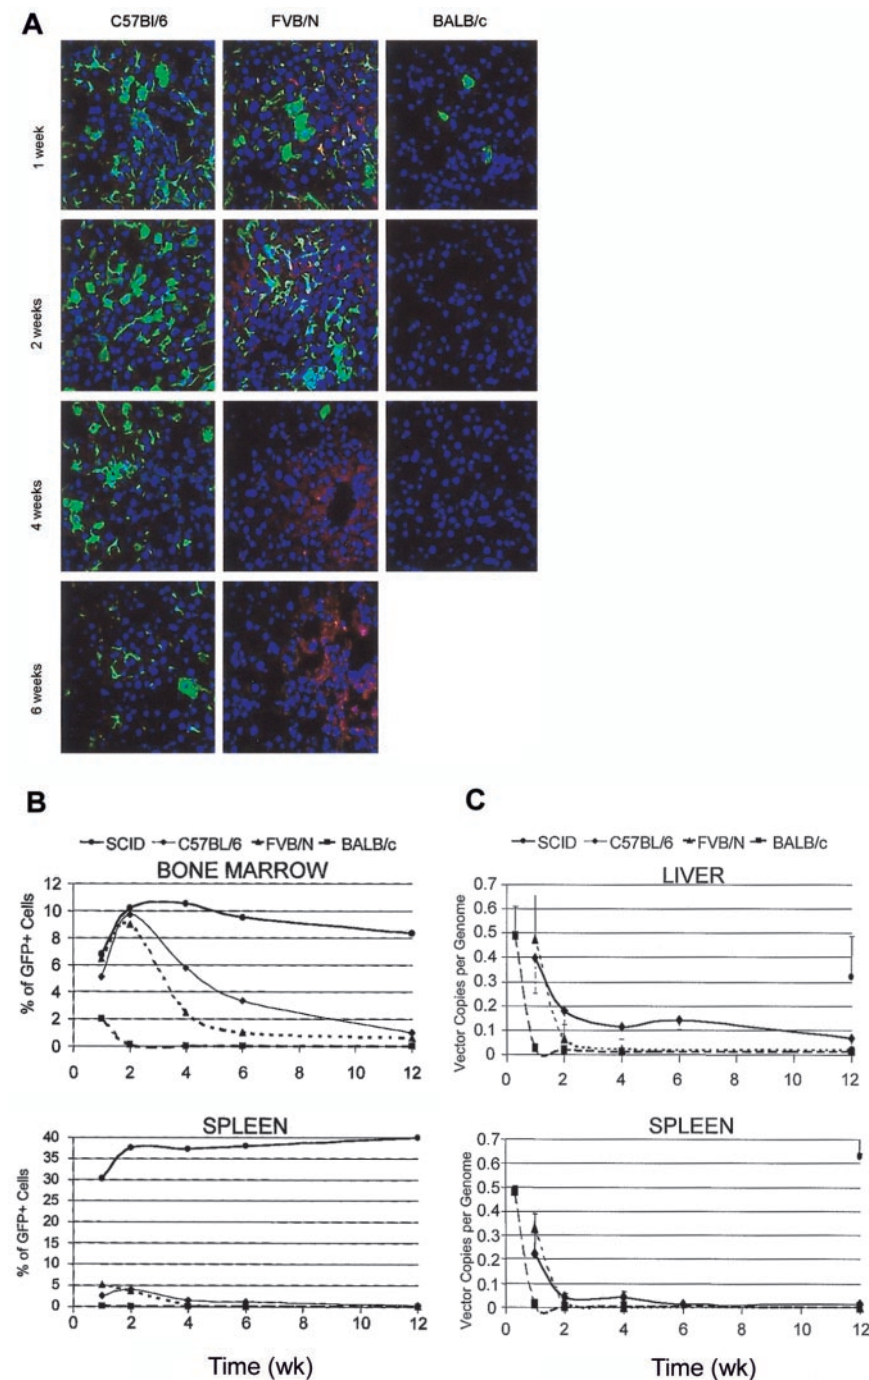 A
C57Bl/6 FVB/N BALB/c
1 week
2 weeks
4 weeks
6 weeks
B
SCID C57BL/6 FVB/N BALB/c
BONE MARROW
% of GFP+ Cells
12
10
8
6
4
2
0
0 2 4 6 8 10 12
SPLEEN
% of GFP+ Cells
40
35
30
25
20
15
10
5
0
0 2 4 6 8 10 12
Time (wk)
C
SCID C57BL/6 FVB/N BALB/c
LIVER
Vector Copies per Genome
0.7
0.6
0.5
0.4
0.3
0.2
0.1
0
0 2 4 6 8 10 12
SPLEEN
Vector Copies per Genome
0.7
0.6
0.5
0.4
0.3
0.2
0.1
0
0 2 4 6 8 10 12
Time (wk)